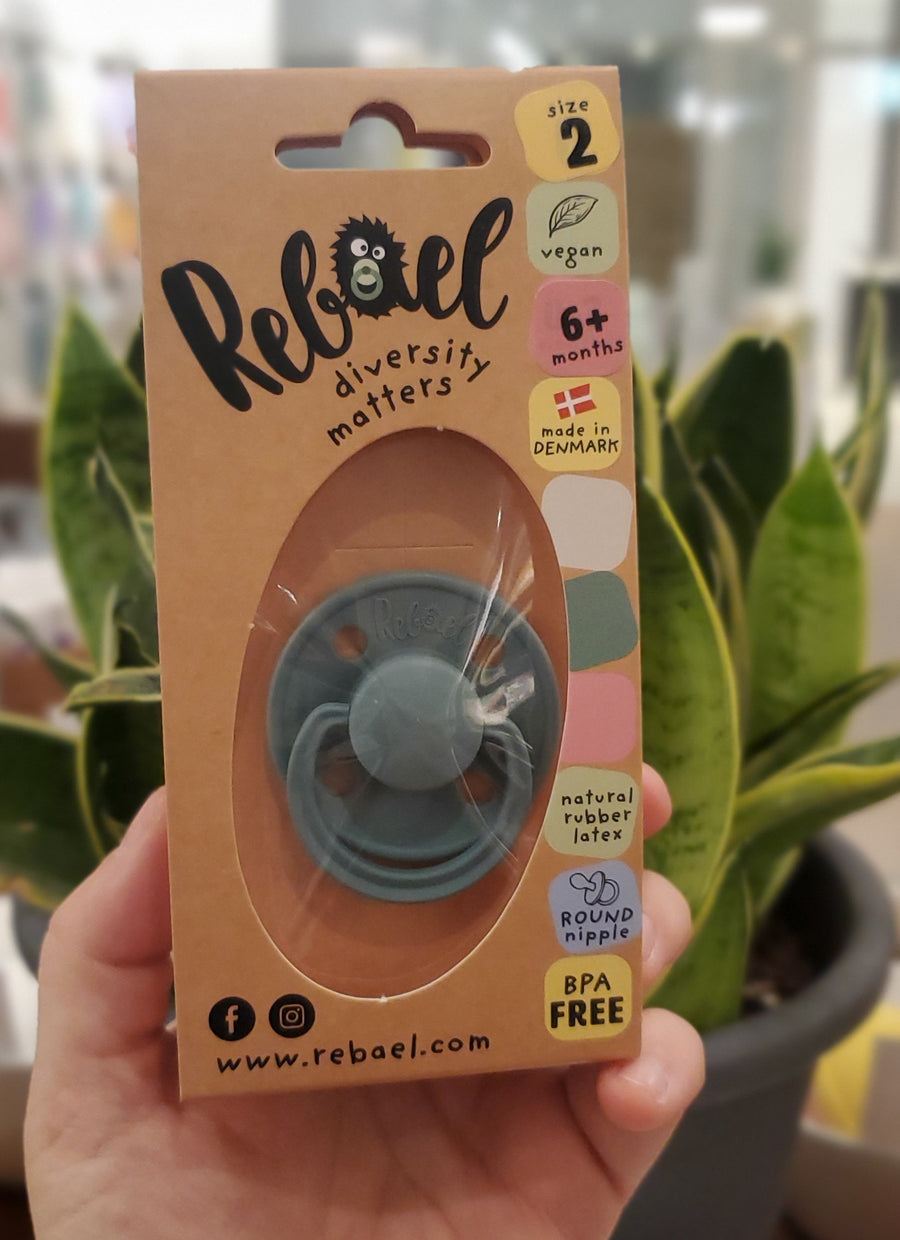 Rebael
diversity
matters
size
2
vegan
6+
months
made in
DENMARK
Rebael
natural
rubber
latex
ROUND
nipple
BPA
FREE
www.rebael.com